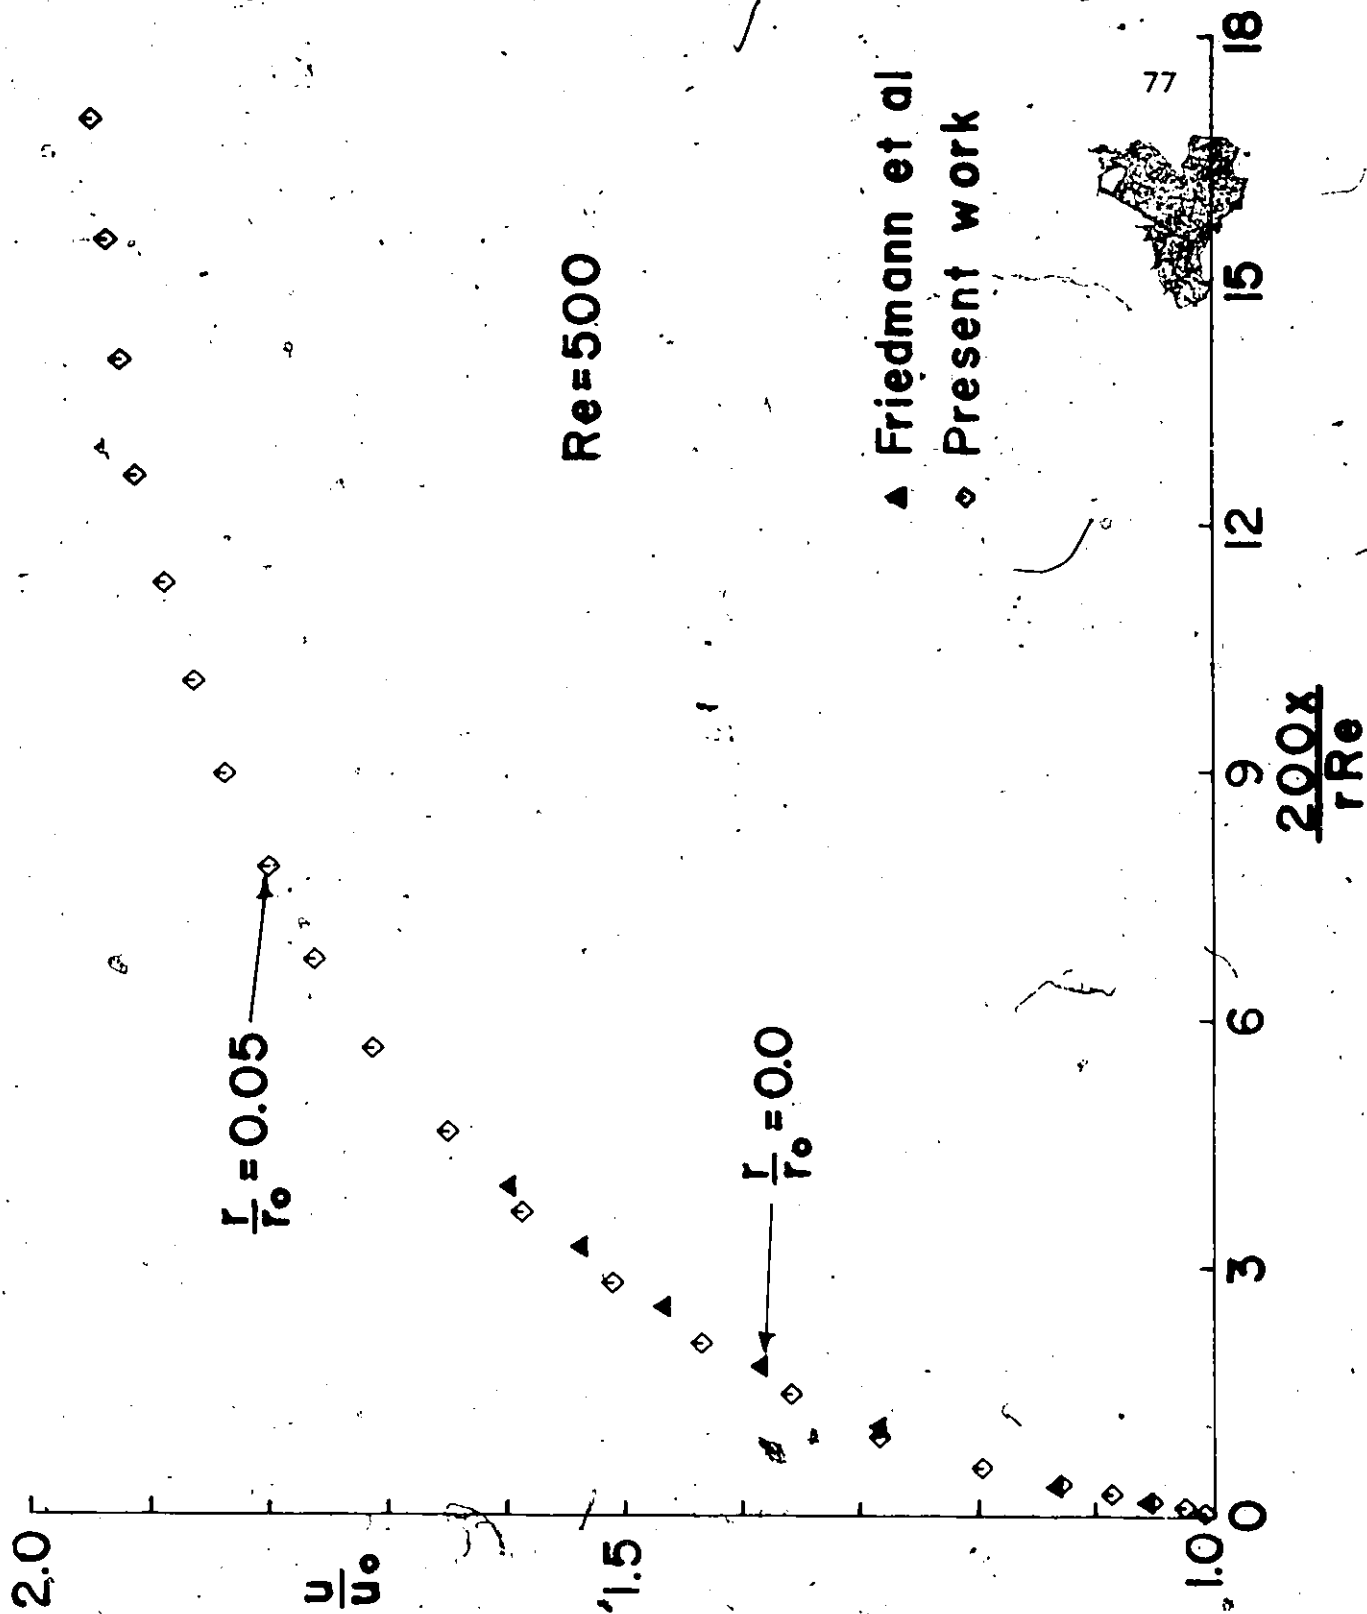 77
2.0
u
u₀
1.5
1.0
r/r₀ = 0.05
r/r₀ = 0.0
Re=500
▲ Friedmann et al
◇ Present work
0 3 6 9 12 15 18
200x
rRe